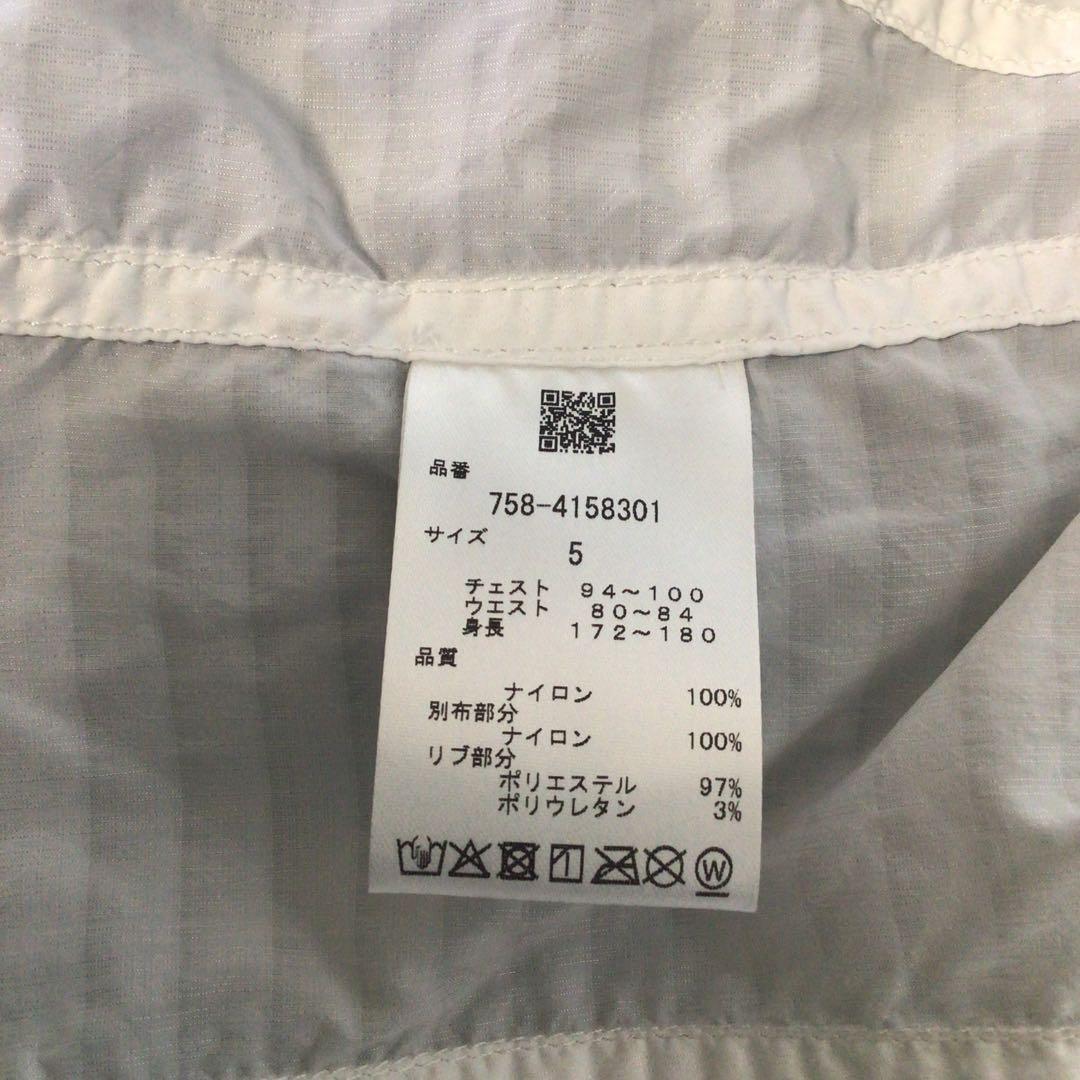 品番
758-4158301
サイズ
5
チェスト 94～100
ウエスト 80～84
身長 172～180
品質
ナイロン 100%
別布部分
ナイロン 100%
リブ部分
ポリエステル 97%
ポリウレタン 3%
W